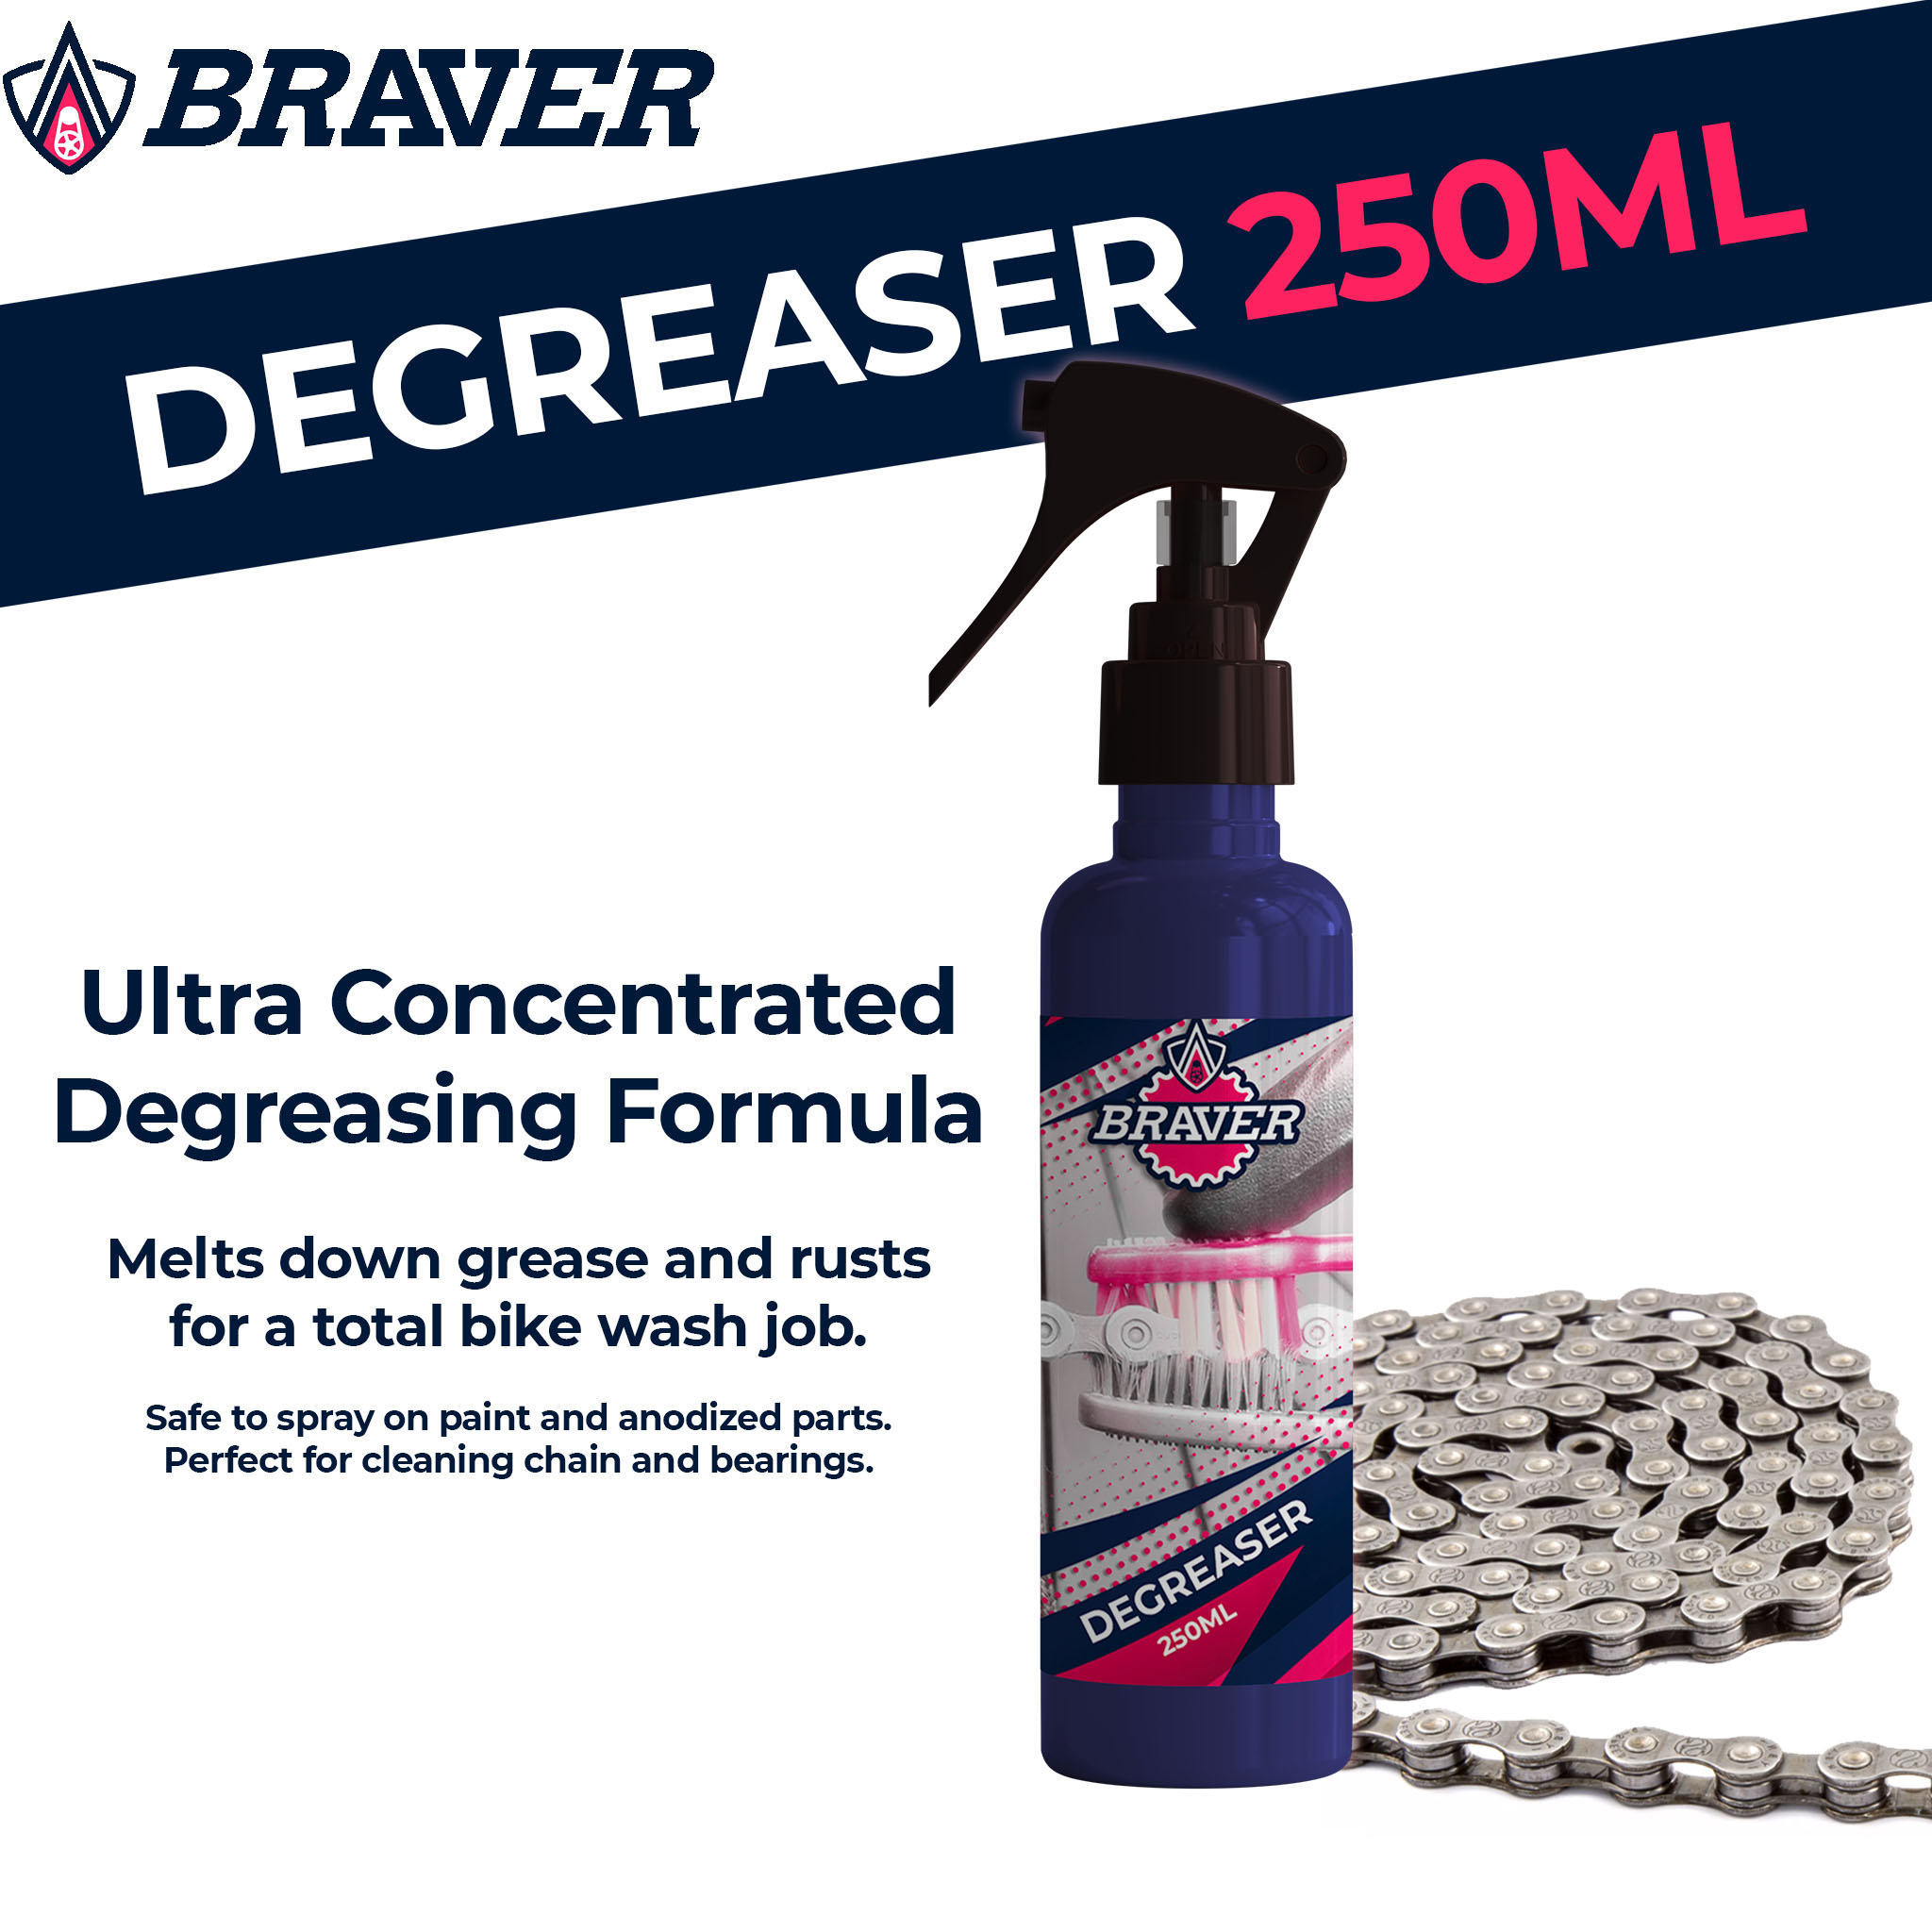 BRAVER
DEGREASER 250ML
OPEN
Ultra Concentrated
Degreasing Formula
Melts down grease and rusts
for a total bike wash job.
Safe to spray on paint and anodized parts.
Perfect for cleaning chain and bearings.
BRAVER
DEGREASER
250ML